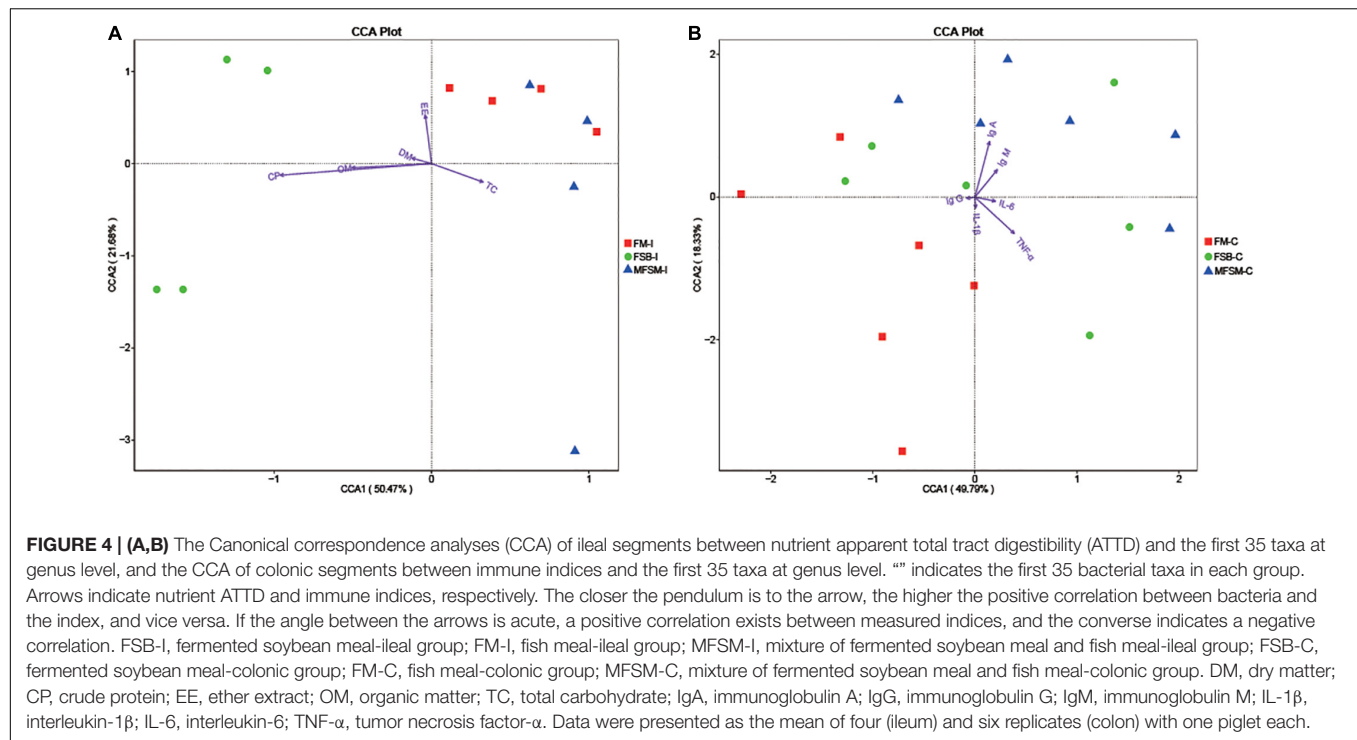 A
CCA Plot
EE
DM
OM
CP
TC
1
0
−1
−2
−3
CCA2 ( 21.68% )
−1
0
1
CCA1 ( 50.47% )
FM-I
FSB-I
MFSM-I
B
CCA Plot
Ig A
Ig M
Ig G
IL-6
IL-1β
TNF-α
2
0
−2
CCA2 ( 18.33% )
−2
−1
0
1
2
CCA1 ( 49.79% )
FM-C
FSB-C
MFSM-C
FIGURE 4 | (A,B) The Canonical correspondence analyses (CCA) of ileal segments between nutrient apparent total tract digestibility (ATTD) and the first 35 taxa at
genus level, and the CCA of colonic segments between immune indices and the first 35 taxa at genus level. “” indicates the first 35 bacterial taxa in each group.
Arrows indicate nutrient ATTD and immune indices, respectively. The closer the pendulum is to the arrow, the higher the positive correlation between bacteria and
the index, and vice versa. If the angle between the arrows is acute, a positive correlation exists between measured indices, and the converse indicates a negative
correlation. FSB-I, fermented soybean meal-ileal group; FM-I, fish meal-ileal group; MFSM-I, mixture of fermented soybean meal and fish meal-ileal group; FSB-C,
fermented soybean meal-colonic group; FM-C, fish meal-colonic group; MFSM-C, mixture of fermented soybean meal and fish meal-colonic group. DM, dry matter;
CP, crude protein; EE, ether extract; OM, organic matter; TC, total carbohydrate; IgA, immunoglobulin A; IgG, immunoglobulin G; IgM, immunoglobulin M; IL-1β,
interleukin-1β; IL-6, interleukin-6; TNF-α, tumor necrosis factor-α. Data were presented as the mean of four (ileum) and six replicates (colon) with one piglet each.